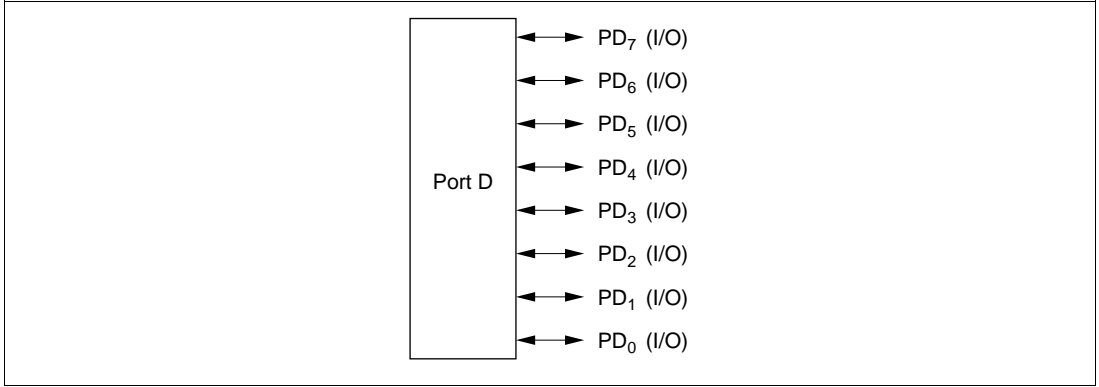 PD₇ (I/O)
PD₆ (I/O)
PD₅ (I/O)
PD₄ (I/O)
Port D
PD₃ (I/O)
PD₂ (I/O)
PD₁ (I/O)
PD₀ (I/O)